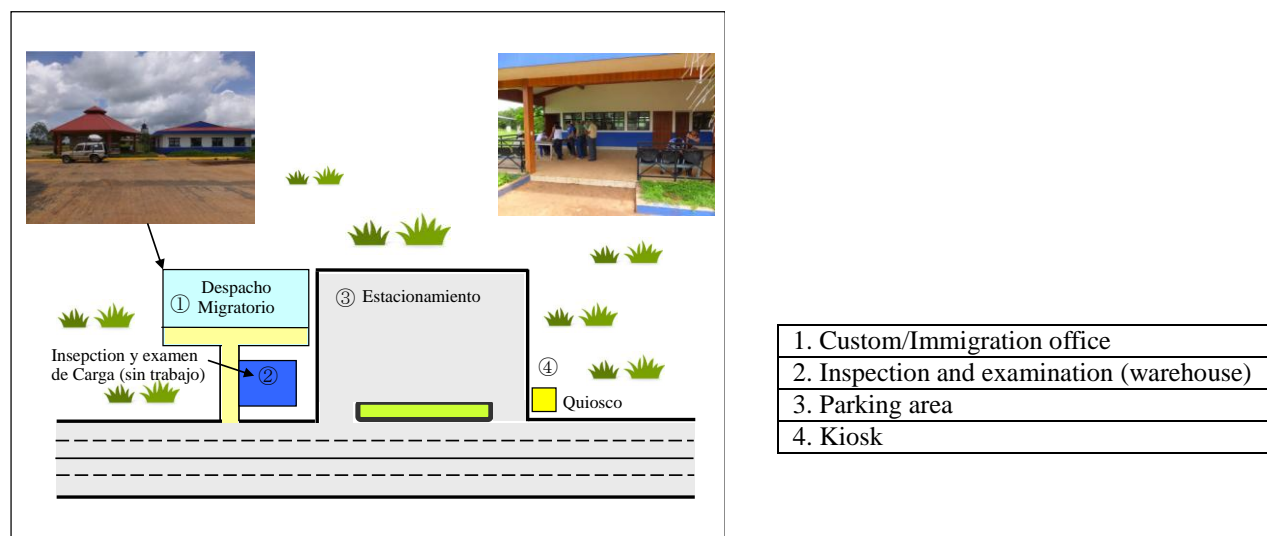 ① Despacho
Migratorio
③ Estacionamiento
Insepction y examen
de Carga (sin trabajo)
②
④
Quiosco
1. Custom/Immigration office
2. Inspection and examination (warehouse)
3. Parking area
4. Kiosk